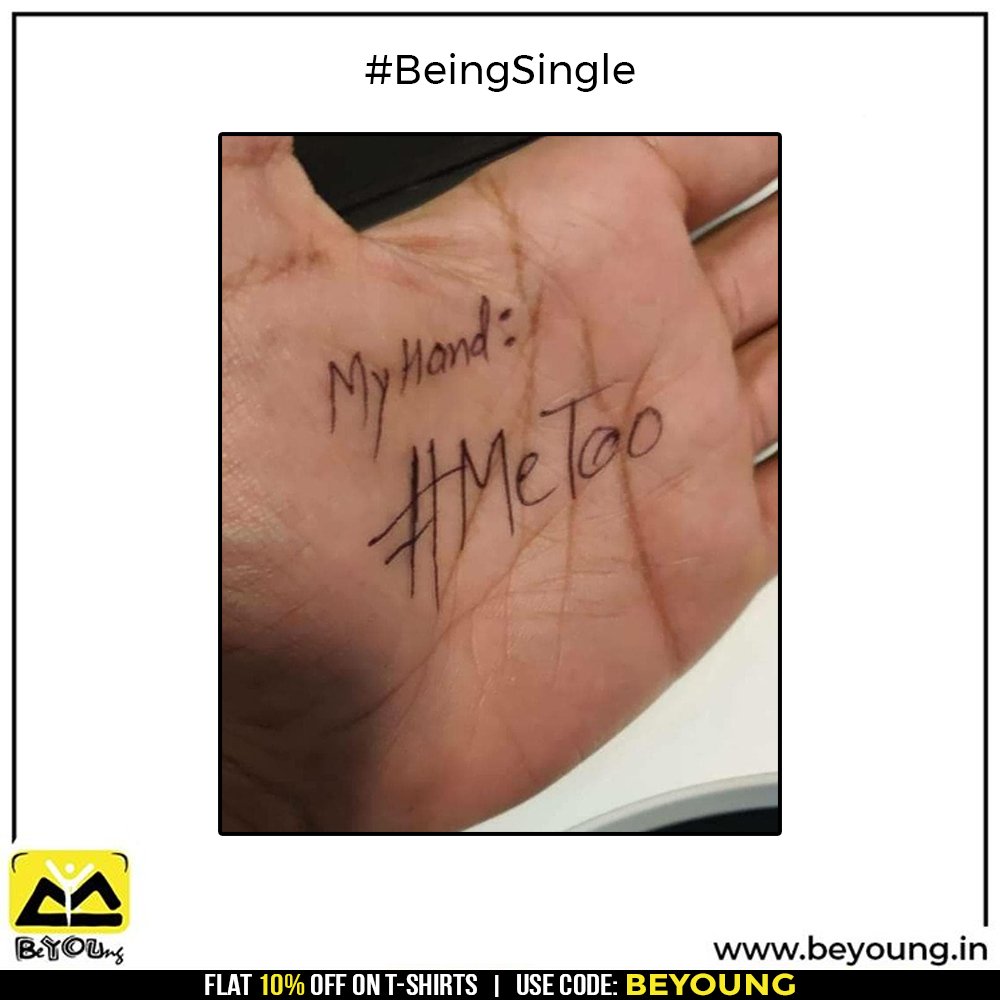 #BeingSingle
My Hand:
#MeToo
BeYOUng
www.beyoung.in
FLAT 10% OFF ON T-SHIRTS | USE CODE: BEYOUNG